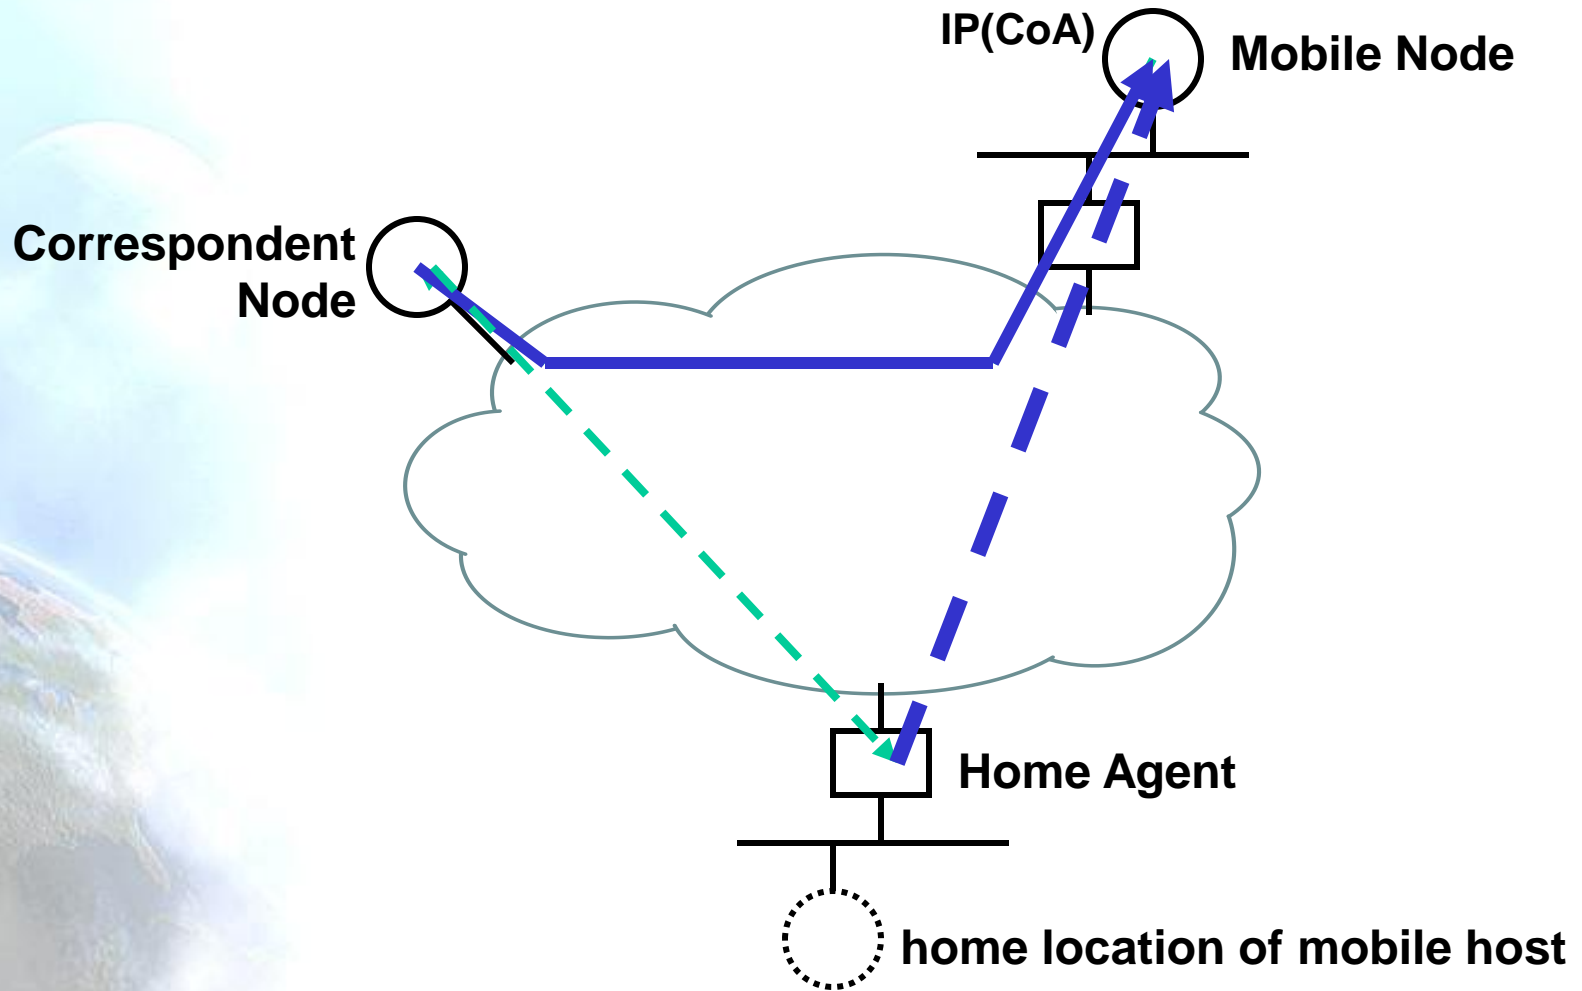 IP(CoA)
Mobile Node
Correspondent
Node
Home Agent
home location of mobile host